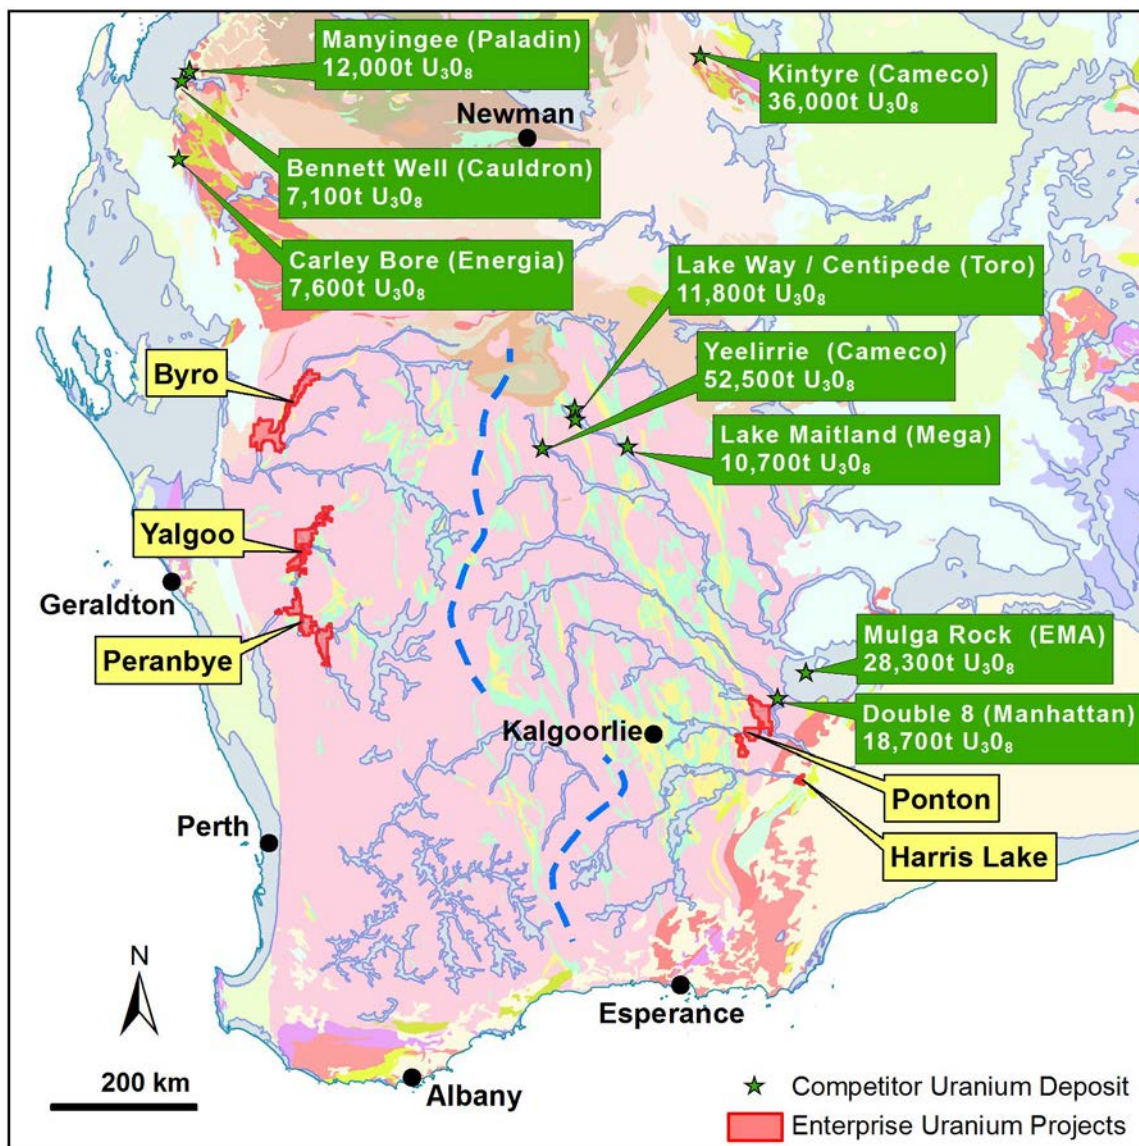 Manyingee (Paladin)
12,000t U₃0₈
Kintyre (Cameco)
36,000t U₃0₈
Newman
Bennett Well (Cauldron)
7,100t U₃0₈
Carley Bore (Energia)
7,600t U₃0₈
Lake Way / Centipede (Toro)
11,800t U₃0₈
Yeelirrie (Cameco)
52,500t U₃0₈
Byro
Lake Maitland (Mega)
10,700t U₃0₈
Yalgoo
Geraldton
Peranbye
Mulga Rock (EMA)
28,300t U₃0₈
Double 8 (Manhattan)
18,700t U₃0₈
Kalgoorlie
Ponton
Perth
Harris Lake
N
Esperance
200 km
Albany
Competitor Uranium Deposit
Enterprise Uranium Projects